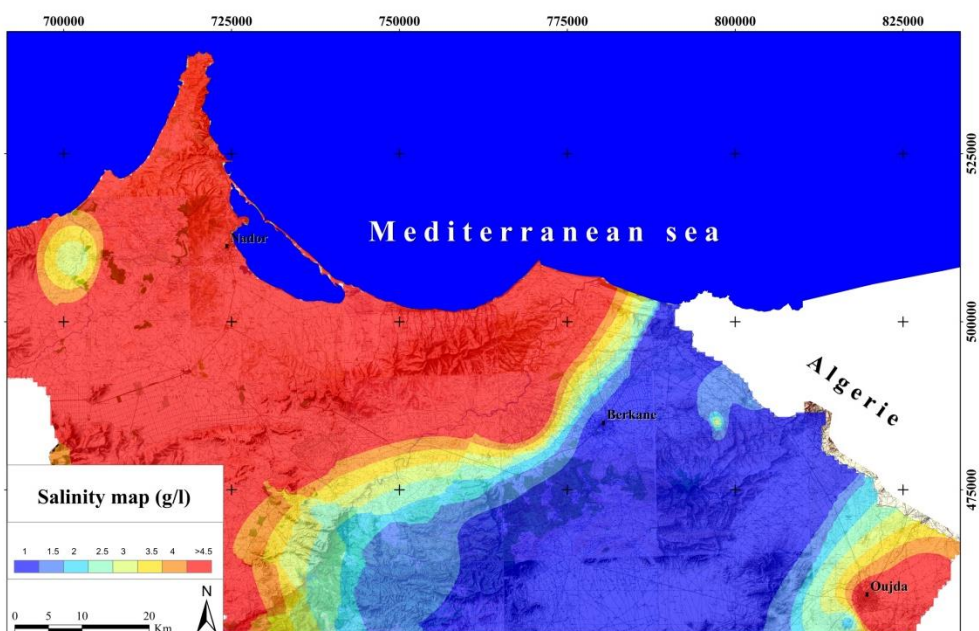 700000 725000 750000 775000 800000 825000
525000
Mediterranean sea
Nador
500000
Algerie
Berkane
475000
Oujda
Salinity map (g/l)
1 1.5 2 2.5 3 3.5 4 >4.5
N
0 5 10 20
Km